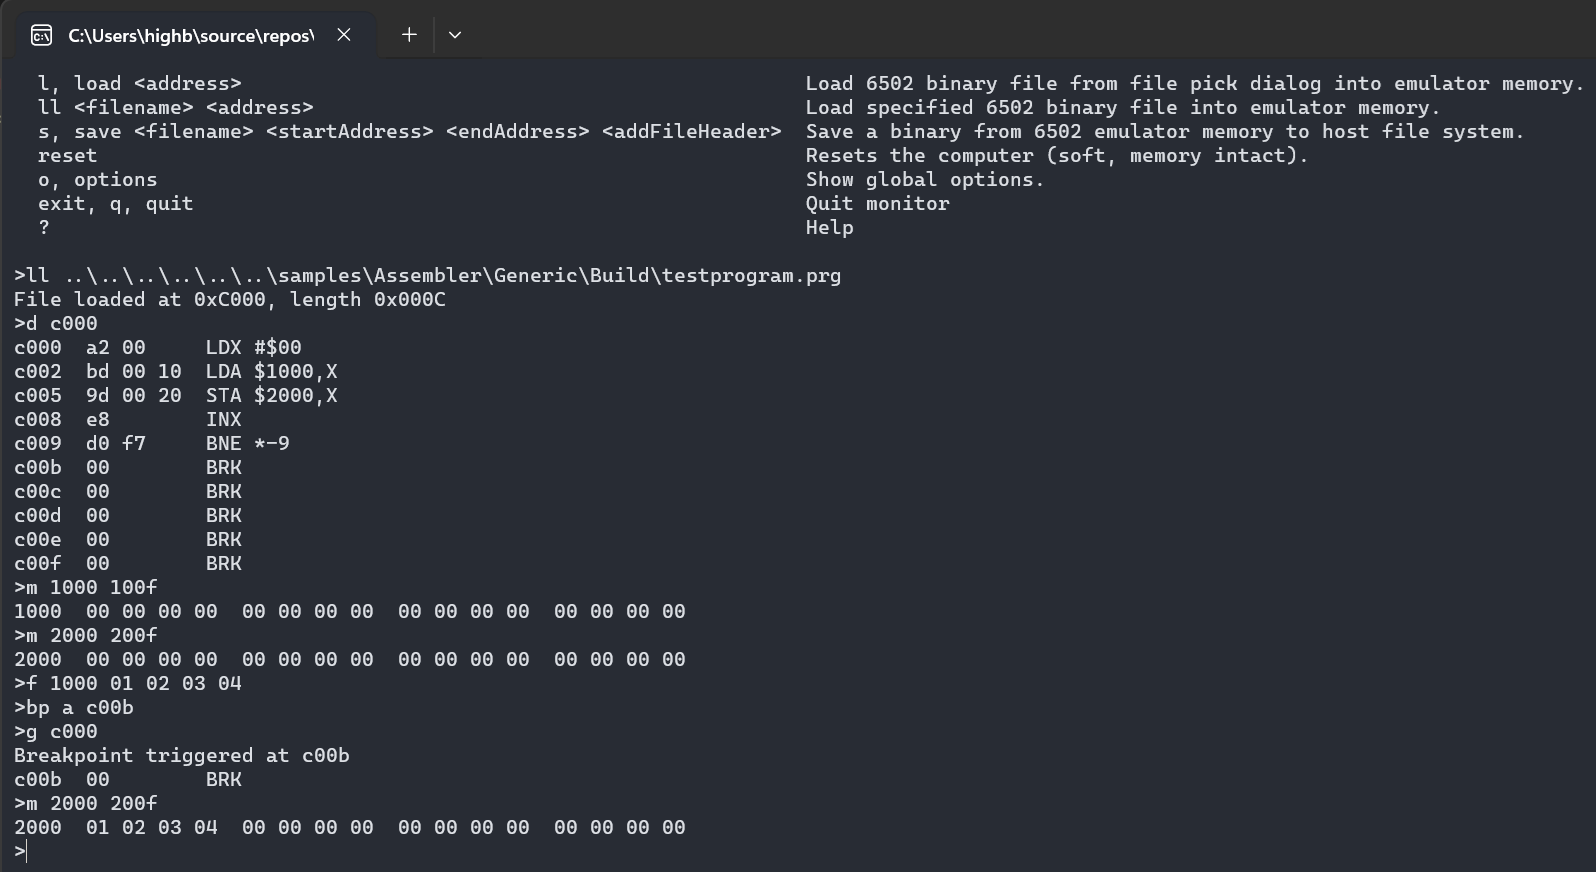 C:\Users\highb\source\repos\
l, load <address> Load 6502 binary file from file pick dialog into emulator memory.
ll <filename> <address> Load specified 6502 binary file into emulator memory.
s, save <filename> <startAddress> <endAddress> <addFileHeader> Save a binary from 6502 emulator memory to host file system.
reset Resets the computer (soft, memory intact).
o, options Show global options.
exit, q, quit Quit monitor
? Help
>ll ..\..\..\..\..\..\samples\Assembler\Generic\Build\testprogram.prg
File loaded at 0xC000, length 0x000C
>d c000
c000 a2 00 LDX #$00
c002 bd 00 10 LDA $1000,X
c005 9d 00 20 STA $2000,X
c008 e8 INX
c009 d0 f7 BNE *-9
c00b 00 BRK
c00c 00 BRK
c00d 00 BRK
c00e 00 BRK
c00f 00 BRK
>m 1000 100f
1000 00 00 00 00 00 00 00 00 00 00 00 00 00 00 00 00
>m 2000 200f
2000 00 00 00 00 00 00 00 00 00 00 00 00 00 00 00 00
>f 1000 01 02 03 04
>bp a c00b
>g c000
Breakpoint triggered at c00b
c00b 00 BRK
>m 2000 200f
2000 01 02 03 04 00 00 00 00 00 00 00 00 00 00 00 00
>